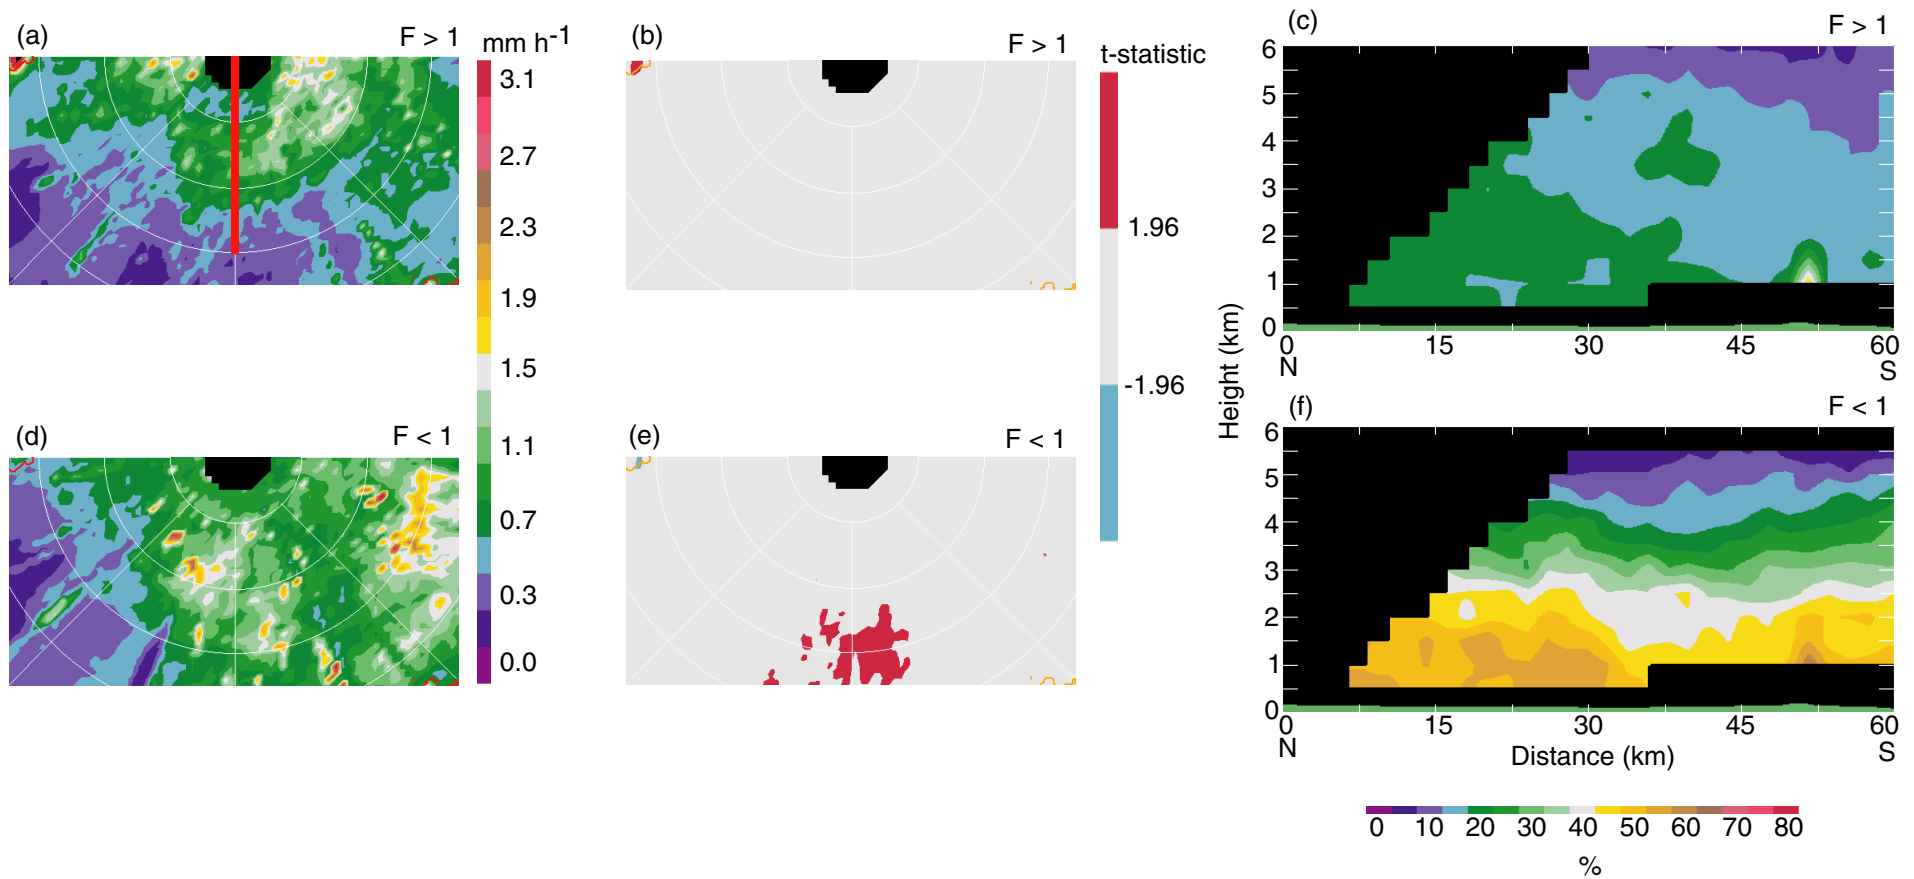 (a) F > 1 mm h-1
3.1
2.7
2.3
1.9
1.5
1.1
0.7
0.3
0.0
(b) F > 1
t-statistic
1.96
-1.96
(c) F > 1
6
5
4
3
2
1
0
0 15 30 45 60
N S
Height (km)
(d) F < 1
(e) F < 1
(f) F < 1
6
5
4
3
2
1
0
0 15 30 45 60
N Distance (km) S
0 10 20 30 40 50 60 70 80
%